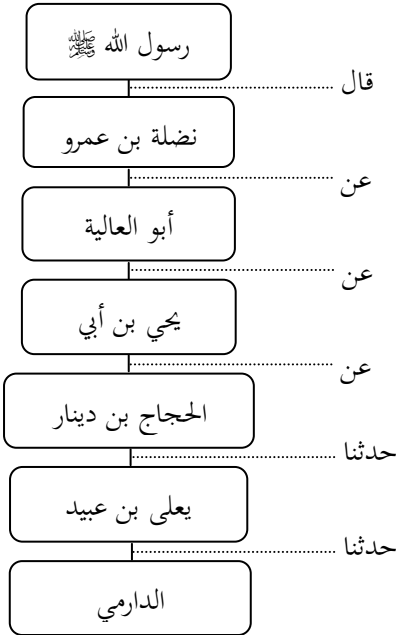 رسول الله ﷺ
قال
نضلة بن عمرو
عن
أبو العالية
عن
يحي بن أبي
عن
الحجاج بن دينار
حدثنا
يعلى بن عبيد
حدثنا
الدارمي